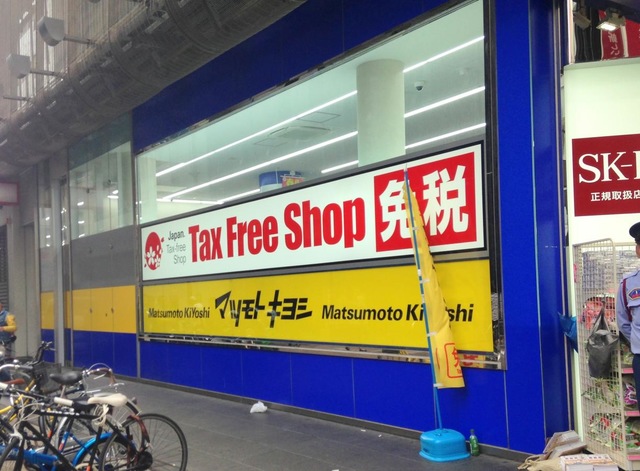 Japan.
Tax-free
Shop
Tax Free Shop
免税
Matsumoto KiYoshi
マツモトキヨシ
Matsumoto KiYoshi
SK-
正規取扱店